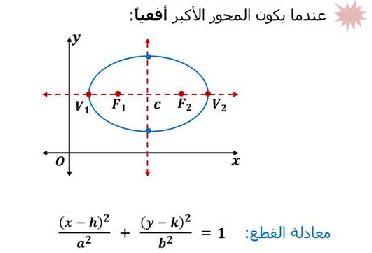 عندما يكون المحور الأكبر أفقياً:
y
V₁ F₁ c F₂ V₂
O x
معادلة القطع: (x − h)²/a² + (y − k)²/b² = 1